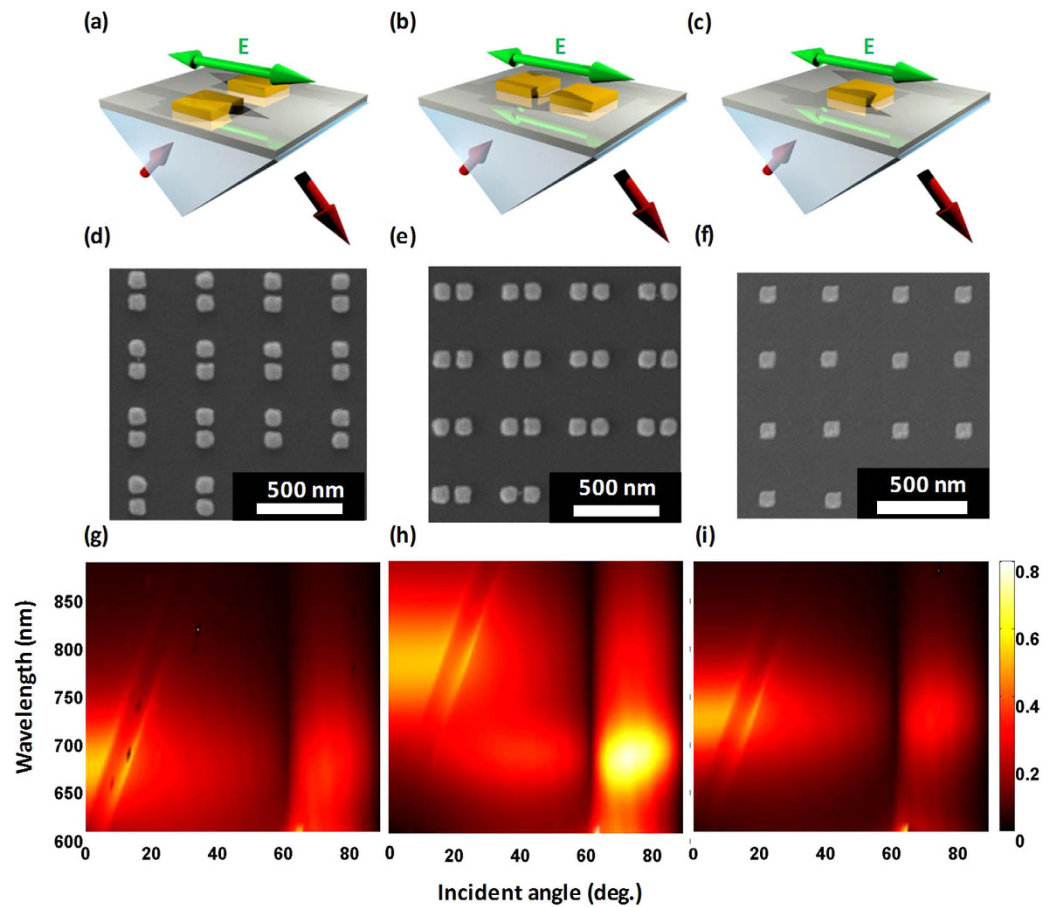 (a)
(b)
(c)
E
E
E
(d)
(e)
(f)
500 nm
500 nm
500 nm
(g)
(h)
(i)
Wavelength (nm)
850
800
750
700
650
600
0 20 40 60 80
0 20 40 60 80
0 20 40 60 80
0.8
0.6
0.4
0.2
0
Incident angle (deg.)